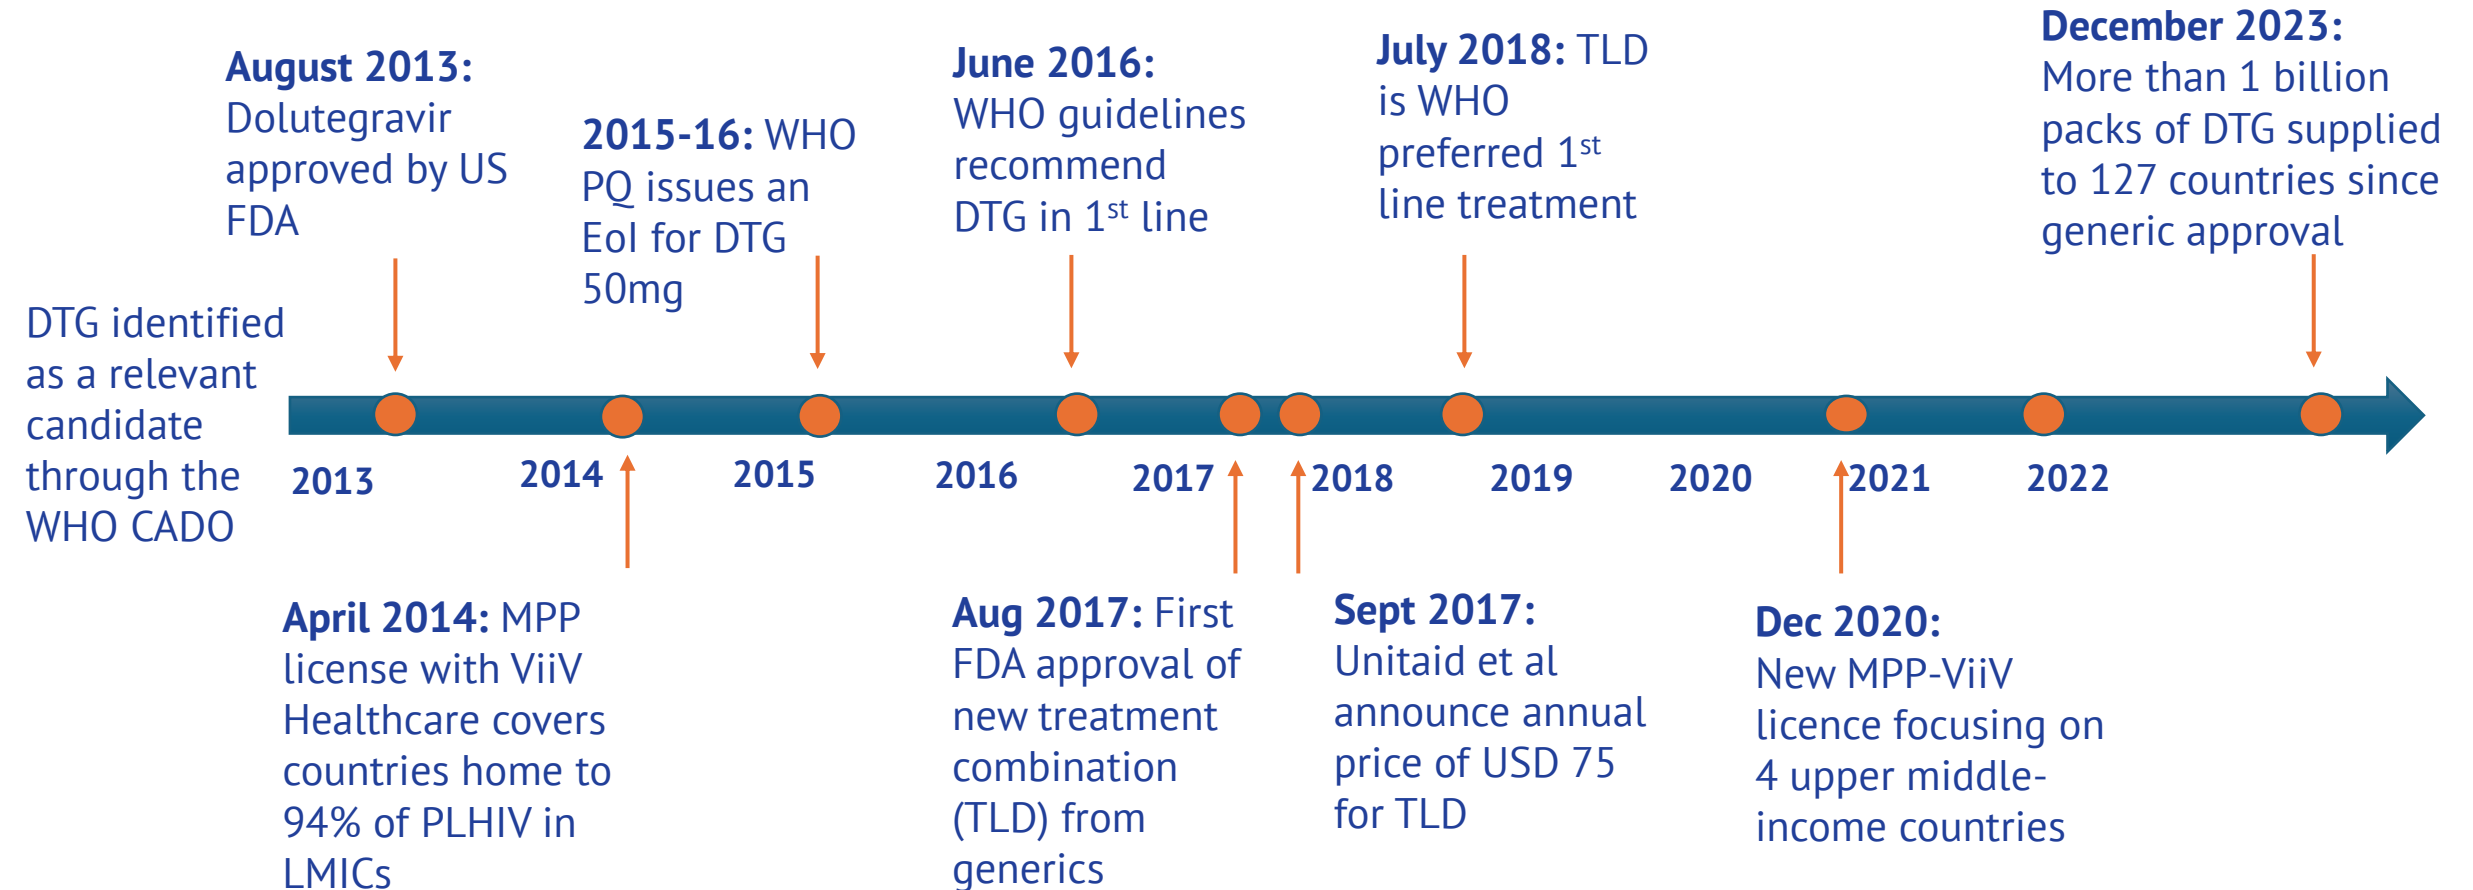 August 2013:
Dolutegravir
approved by US
FDA
2015-16: WHO
PQ issues an
EoI for DTG
50mg
June 2016:
WHO guidelines
recommend
DTG in 1st line
July 2018: TLD
is WHO
preferred 1st
line treatment
December 2023:
More than 1 billion
packs of DTG supplied
to 127 countries since
generic approval
DTG identified
as a relevant
candidate
through the
WHO CADO
2013
2014
2015
2016
2017
2018
2019
2020
2021
2022
April 2014: MPP
license with ViiV
Healthcare covers
countries home to
94% of PLHIV in
LMICs
Aug 2017: First
FDA approval of
new treatment
combination
(TLD) from
generics
Sept 2017:
Unitaid et al
announce annual
price of USD 75
for TLD
Dec 2020:
New MPP-ViiV
licence focusing on
4 upper middle-
income countries